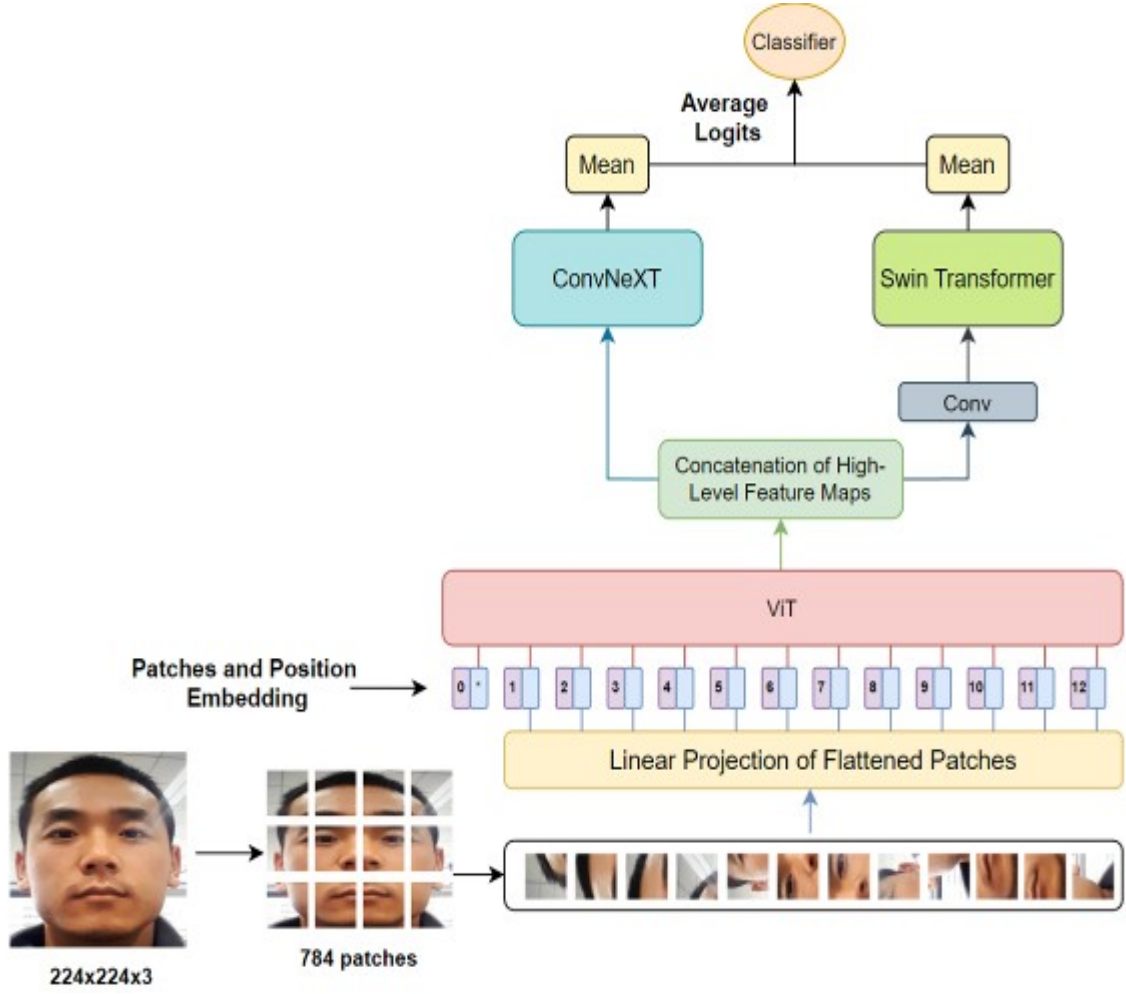 Classifier
Average
Logits
Mean
Mean
ConvNeXT
Swin Transformer
Conv
Concatenation of High-
Level Feature Maps
ViT
Patches and Position
Embedding
0 * 1 2 3 4 5 6 7 8 9 10 11 12
Linear Projection of Flattened Patches
784 patches
224x224x3